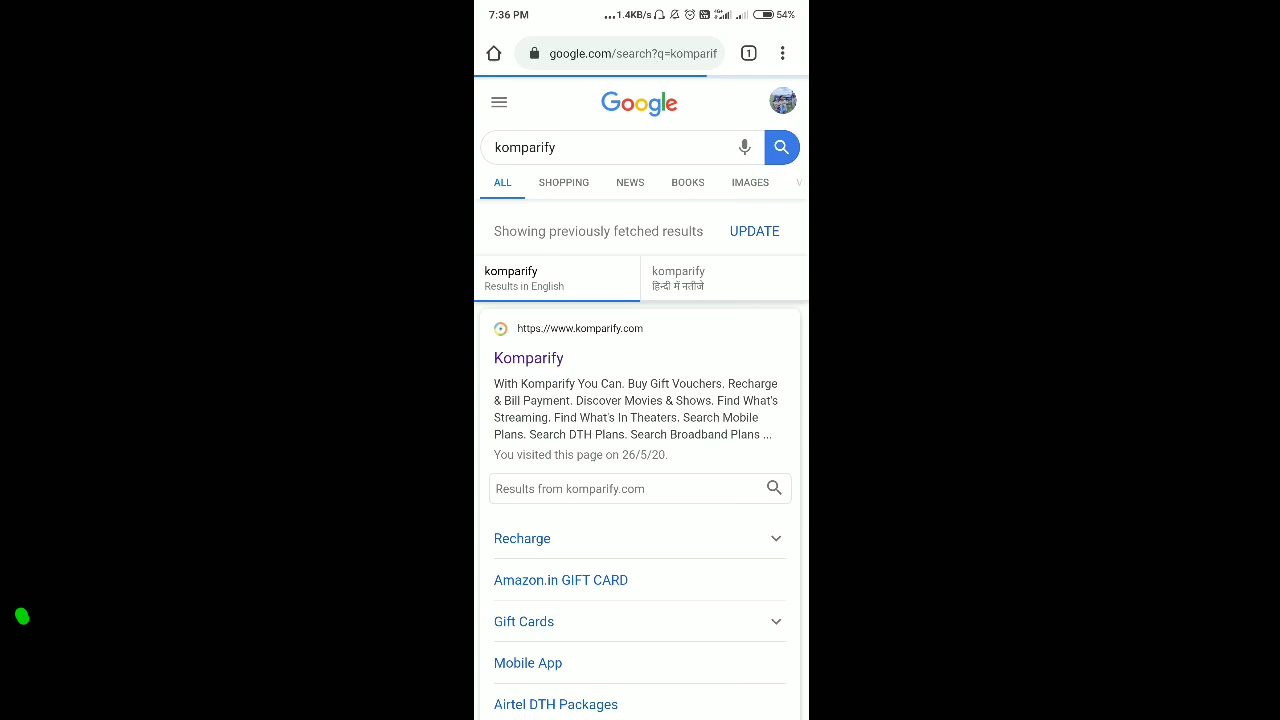 7:36 PM
...1.4KB/s
54%
google.com/search?q=komparif
1
Google
komparify
ALL SHOPPING NEWS BOOKS IMAGES V
Showing previously fetched results UPDATE
komparify
Results in English
komparify
हिन्दी में नतीजे
https://www.komparify.com
Komparify
With Komparify You Can. Buy Gift Vouchers. Recharge
& Bill Payment. Discover Movies & Shows. Find What's
Streaming. Find What's In Theaters. Search Mobile
Plans. Search DTH Plans. Search Broadband Plans ...
You visited this page on 26/5/20.
Results from komparify.com
Recharge
Amazon.in GIFT CARD
Gift Cards
Mobile App
Airtel DTH Packages